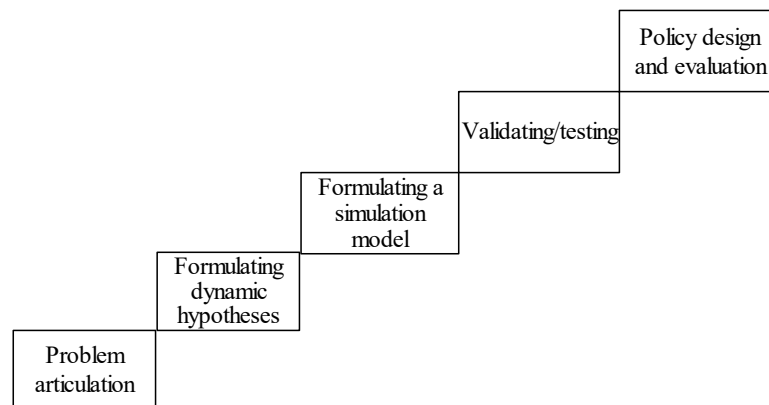 Policy design
and evaluation
Validating/testing
Formulating a
simulation
model
Formulating
dynamic
hypotheses
Problem
articulation